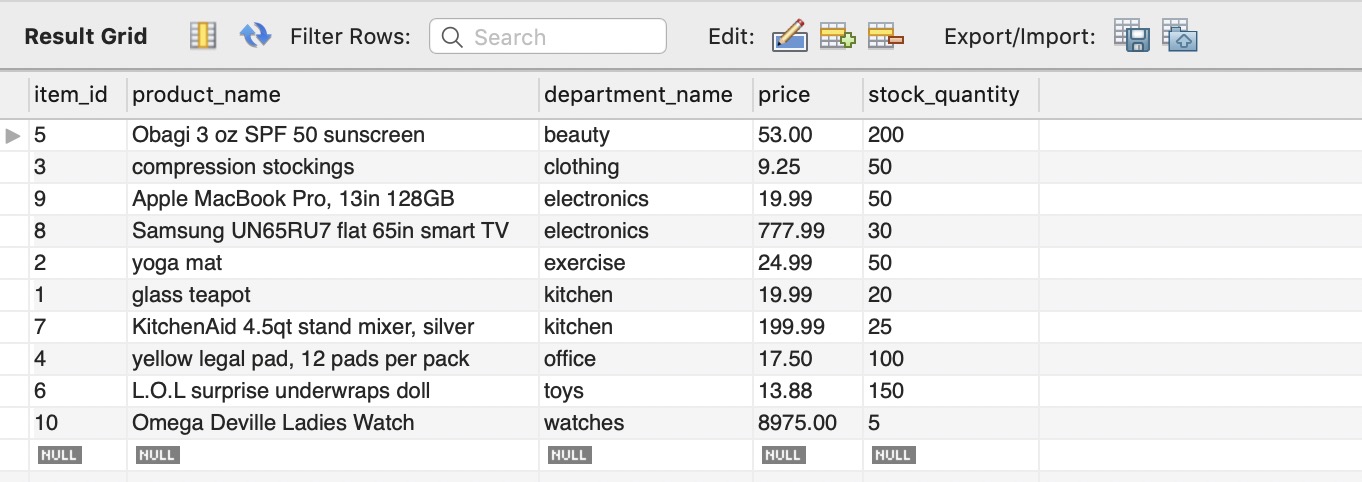 Result Grid Filter Rows: Search Edit: Export/Import:
item_id product_name department_name price stock_quantity
5 Obagi 3 oz SPF 50 sunscreen beauty 53.00 200
3 compression stockings clothing 9.25 50
9 Apple MacBook Pro, 13in 128GB electronics 19.99 50
8 Samsung UN65RU7 flat 65in smart TV electronics 777.99 30
2 yoga mat exercise 24.99 50
1 glass teapot kitchen 19.99 20
7 KitchenAid 4.5qt stand mixer, silver kitchen 199.99 25
4 yellow legal pad, 12 pads per pack office 17.50 100
6 L.O.L surprise underwraps doll toys 13.88 150
10 Omega Deville Ladies Watch watches 8975.00 5
NULL NULL NULL NULL NULL